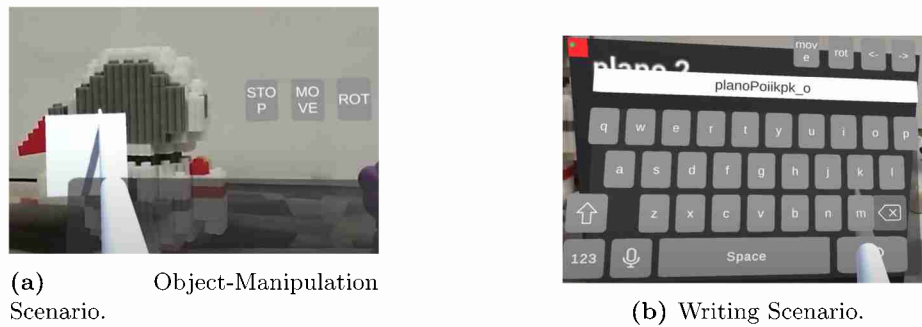 STO
P
MO
VE
ROT
(a) Object-Manipulation
Scenario.
mov
e
rot
<-
->
plano 2
planoPoiikpk_o
q w e r t y u i o p
a s d f g h j k l
z x c v b n m
123
Space
(b) Writing Scenario.